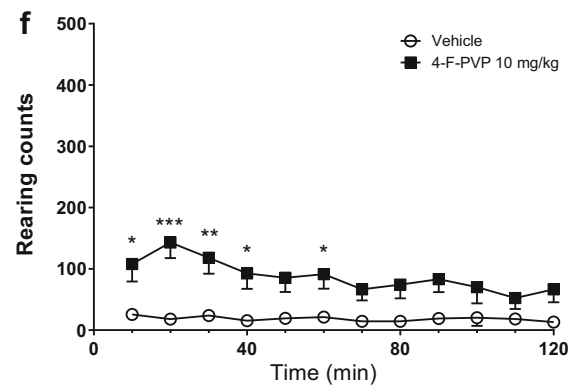 f
500
400
300
200
100
0
Rearing counts
Vehicle
4-F-PVP 10 mg/kg
* *** ** * *
0 40 80 120
Time (min)